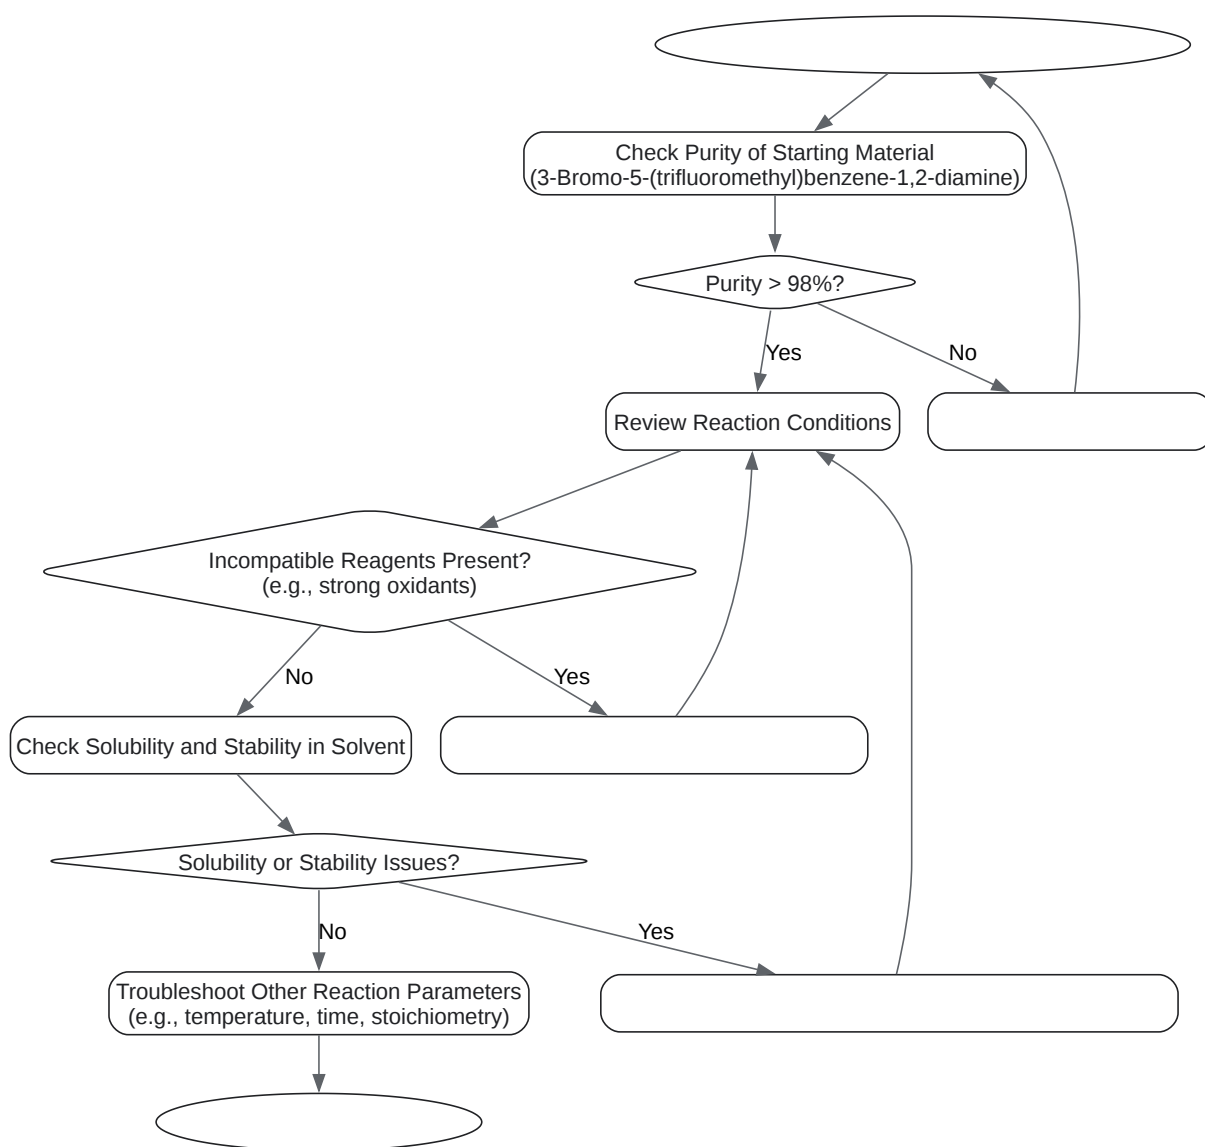 Check Purity of Starting Material
(3-Bromo-5-(trifluoromethyl)benzene-1,2-diamine)
Purity > 98%?
Yes
No
Review Reaction Conditions
Incompatible Reagents Present?
(e.g., strong oxidants)
No
Yes
Check Solubility and Stability in Solvent
Solubility or Stability Issues?
No
Yes
Troubleshoot Other Reaction Parameters
(e.g., temperature, time, stoichiometry)